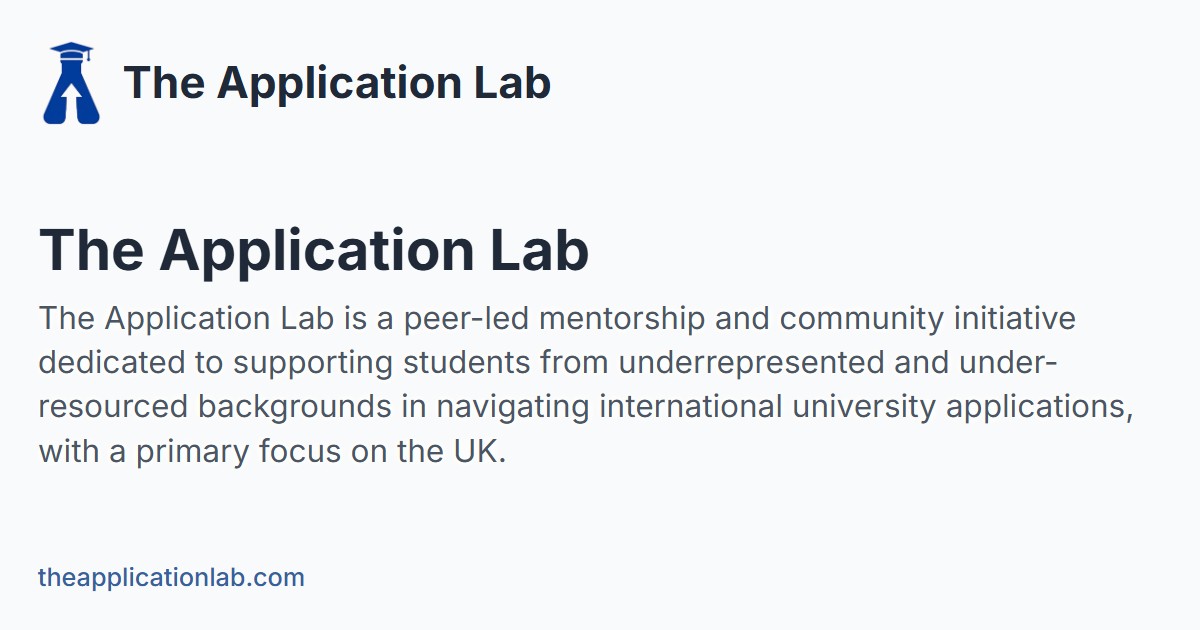 The Application Lab
The Application Lab
The Application Lab is a peer-led mentorship and community initiative
dedicated to supporting students from underrepresented and under-
resourced backgrounds in navigating international university applications,
with a primary focus on the UK.
theapplicationlab.com